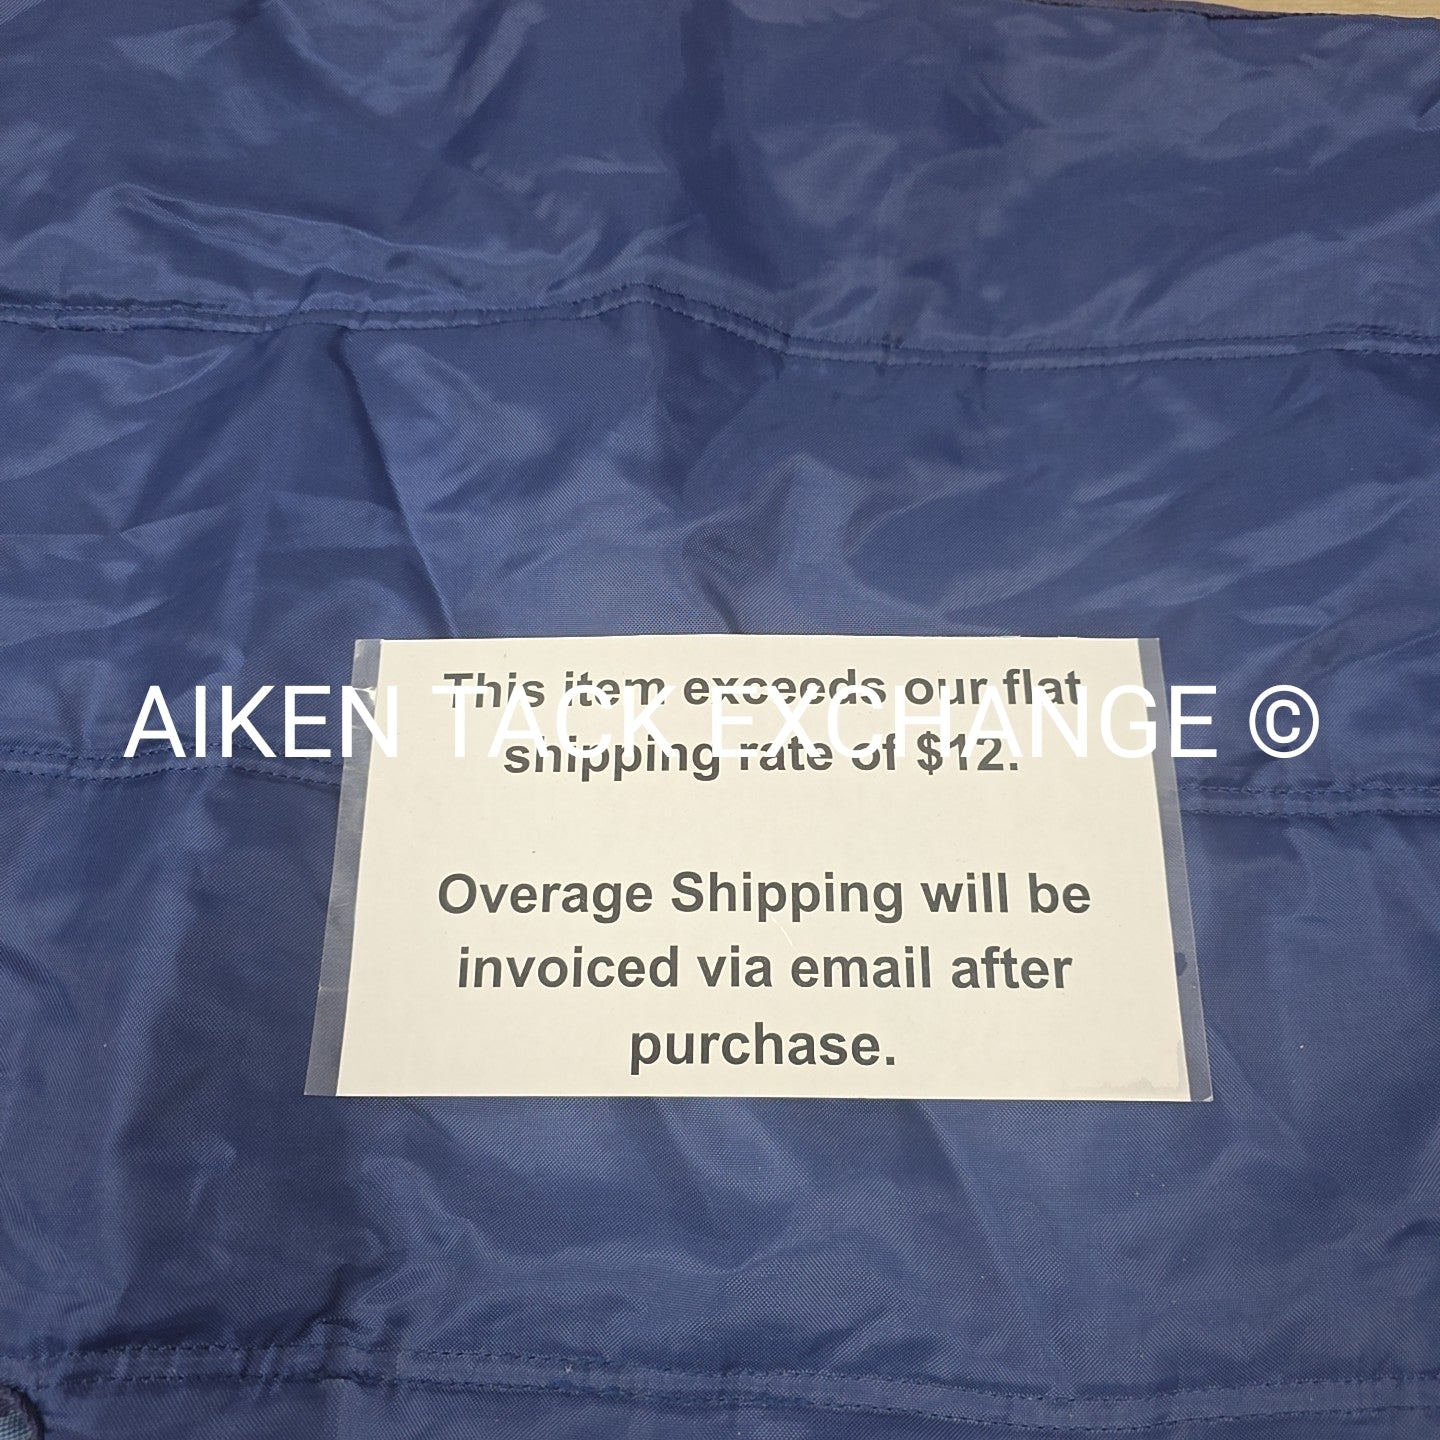 This item exceeds our flat
AIKEN TACK EXCHANGE ©
shipping rate of $12.
Overage Shipping will be
invoiced via email after
purchase.